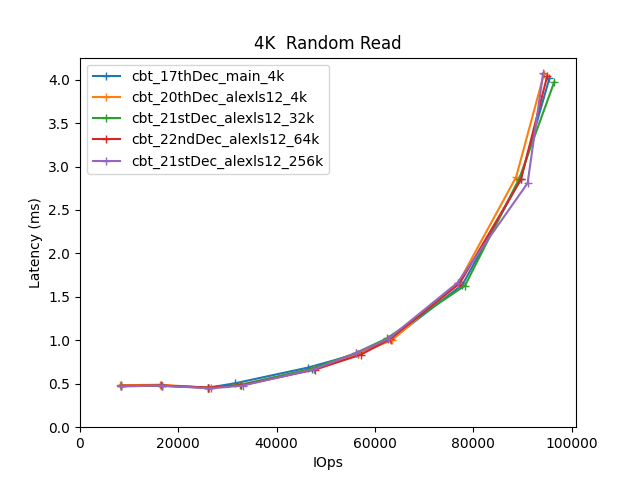 4K  Random Read
cbt_17thDec_main_4k
cbt_20thDec_alexls12_4k
cbt_21stDec_alexls12_32k
cbt_22ndDec_alexls12_64k
cbt_21stDec_alexls12_256k
Latency (ms)
4.0
3.5
3.0
2.5
2.0
1.5
1.0
0.5
0.0
0
20000
40000
60000
80000
100000
IOps